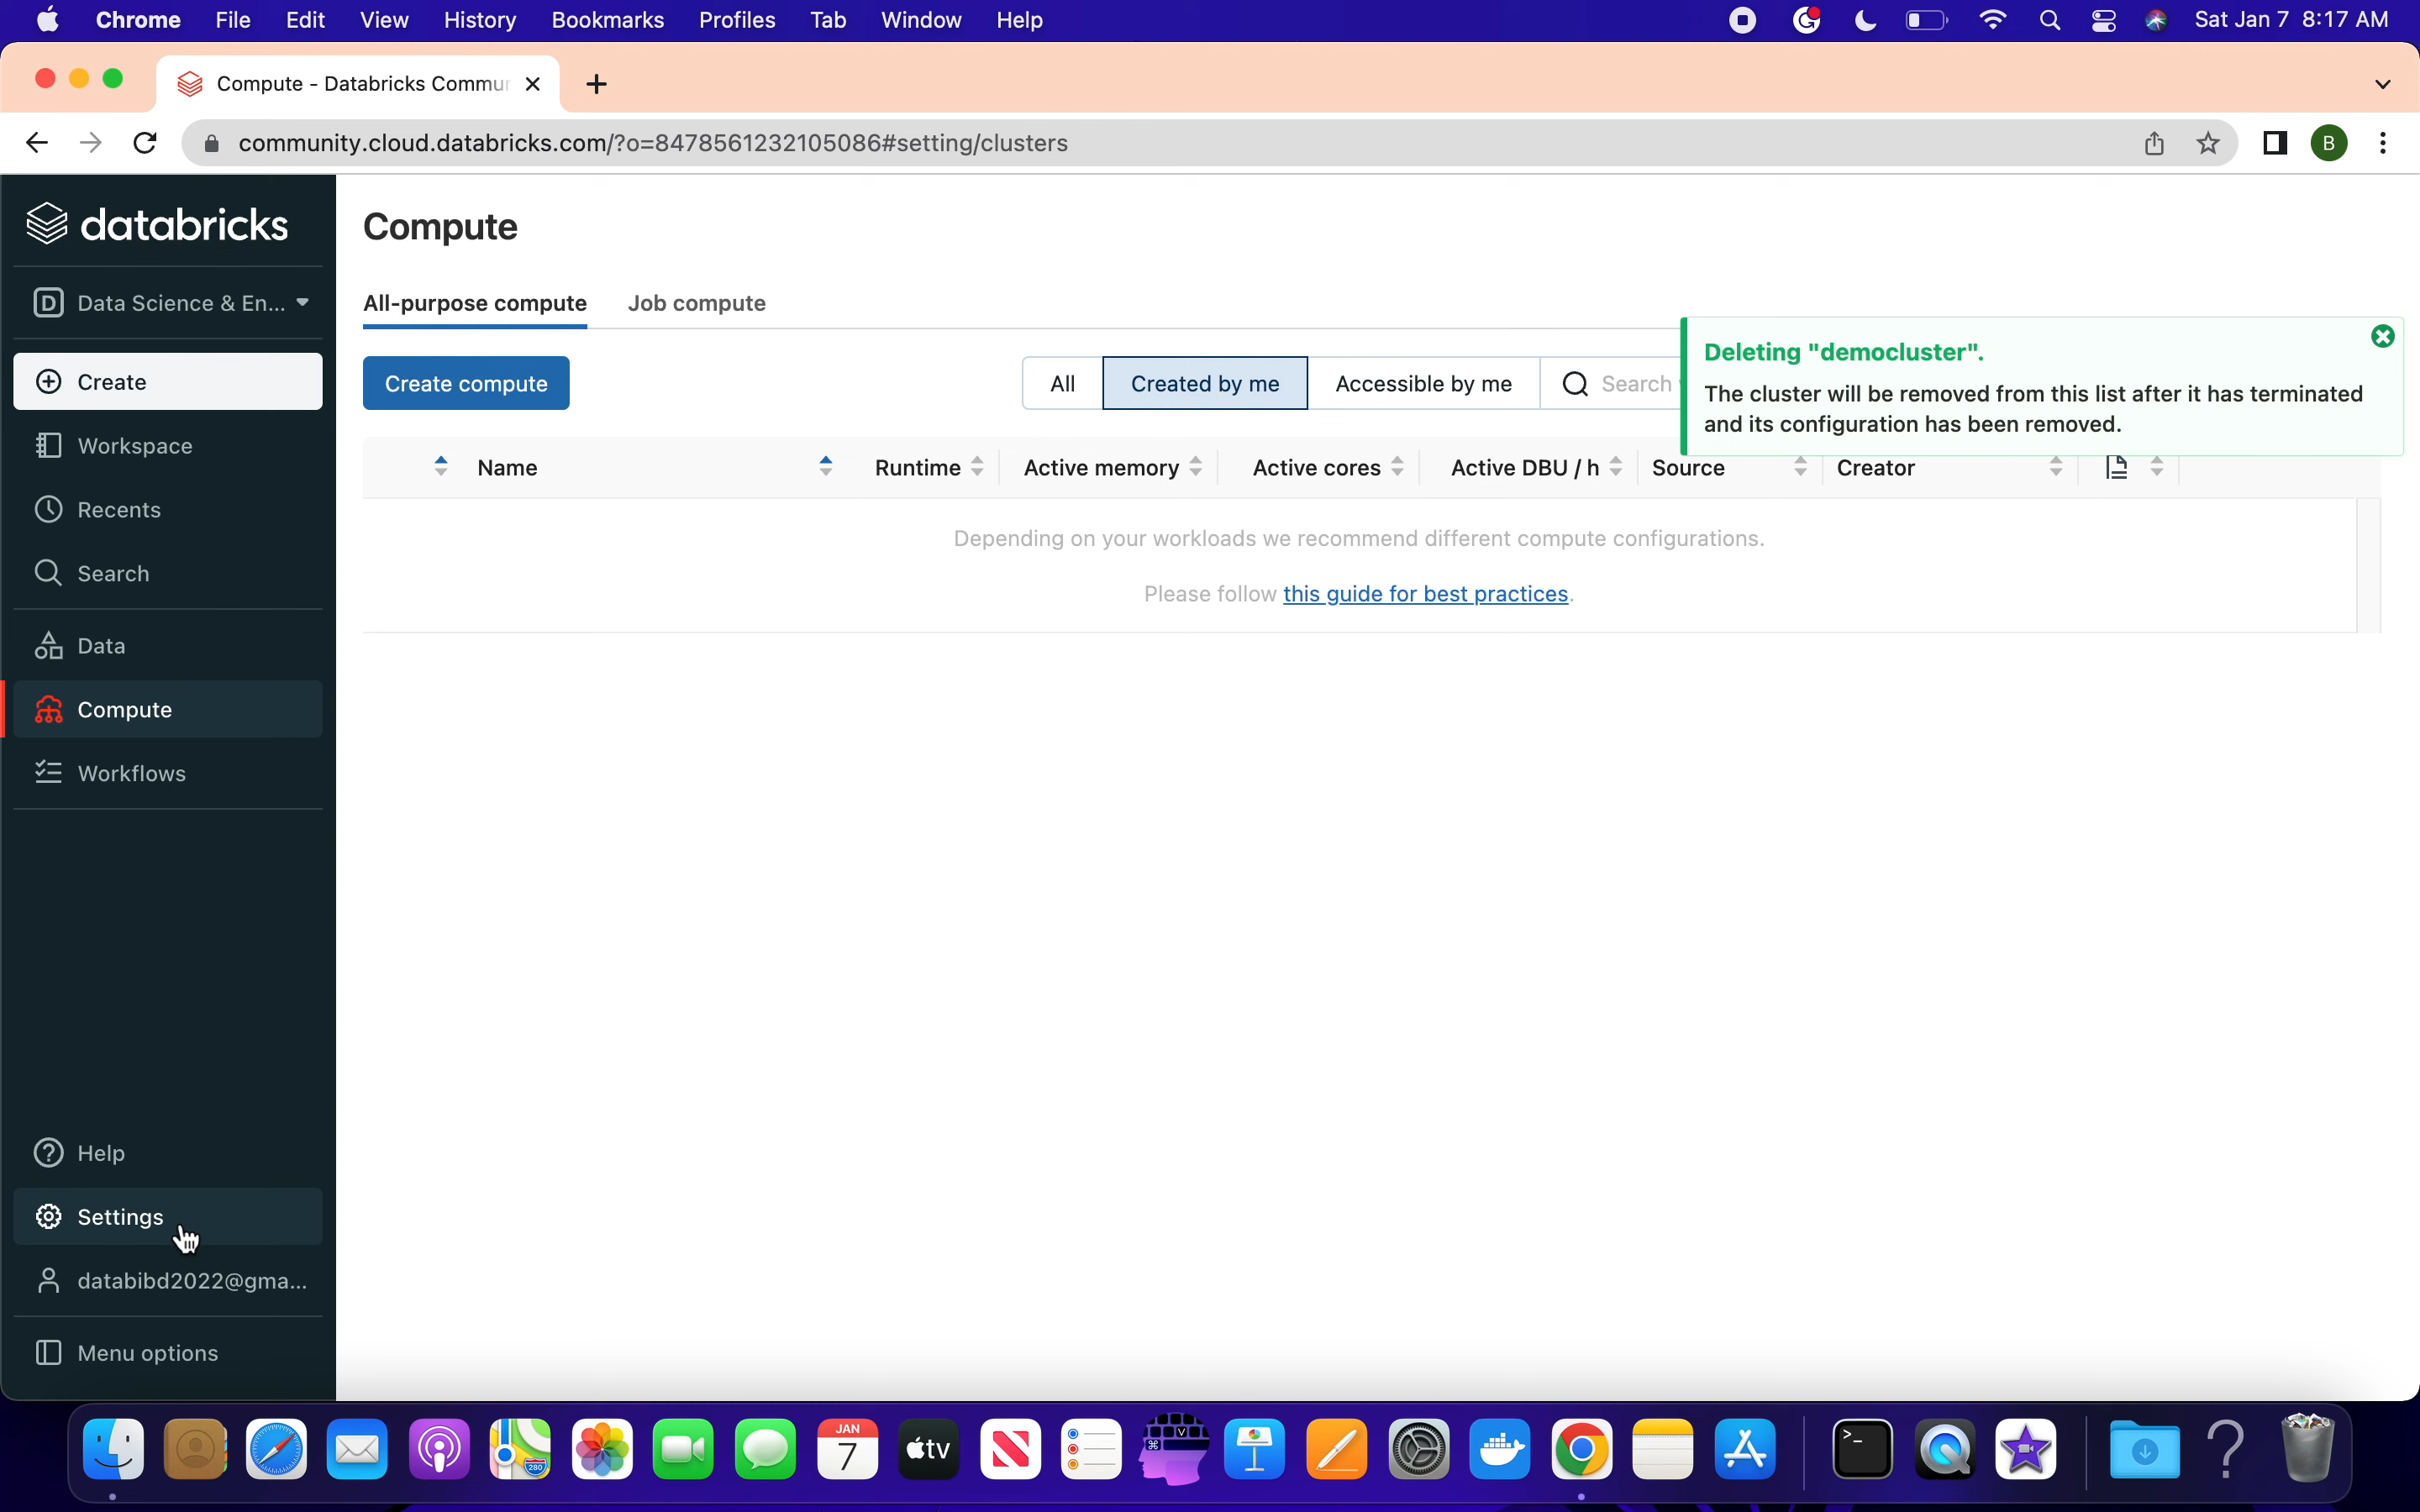 Chrome File Edit View History Bookmarks Profiles Tab Window Help Sat Jan 7 8:17 AM
Compute - Databricks Commu
community.cloud.databricks.com/?o=8478561232105086#setting/clusters
B
databricks
D Data Science & En...
Create
Workspace
Recents
Search
Data
Compute
Workflows
Help
Settings
databibd2022@gma...
Menu options
Compute
All-purpose compute Job compute
Create compute All Created by me Accessible by me Search
Deleting "democluster".
The cluster will be removed from this list after it has terminated
and its configuration has been removed.
Name Runtime Active memory Active cores Active DBU / h Source Creator
Depending on your workloads we recommend different compute configurations.
Please follow this guide for best practices.
280
JAN
7
tv
⌘ V
>_